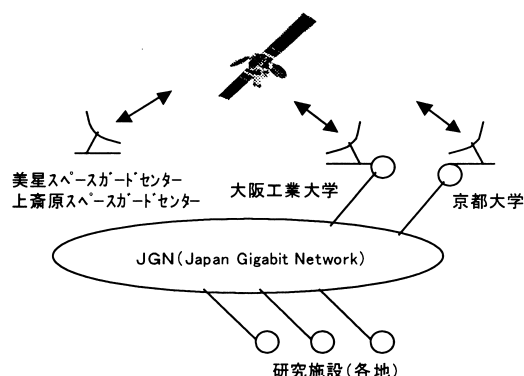 美星ｽﾍﾟｰｽｶﾞｰﾄﾞｾﾝﾀｰ
上斎原ｽﾍﾟｰｽｶﾞｰﾄﾞｾﾝﾀｰ
大阪工業大学
京都大学
JGN(Japan Gigabit Network)
研究施設(各地)